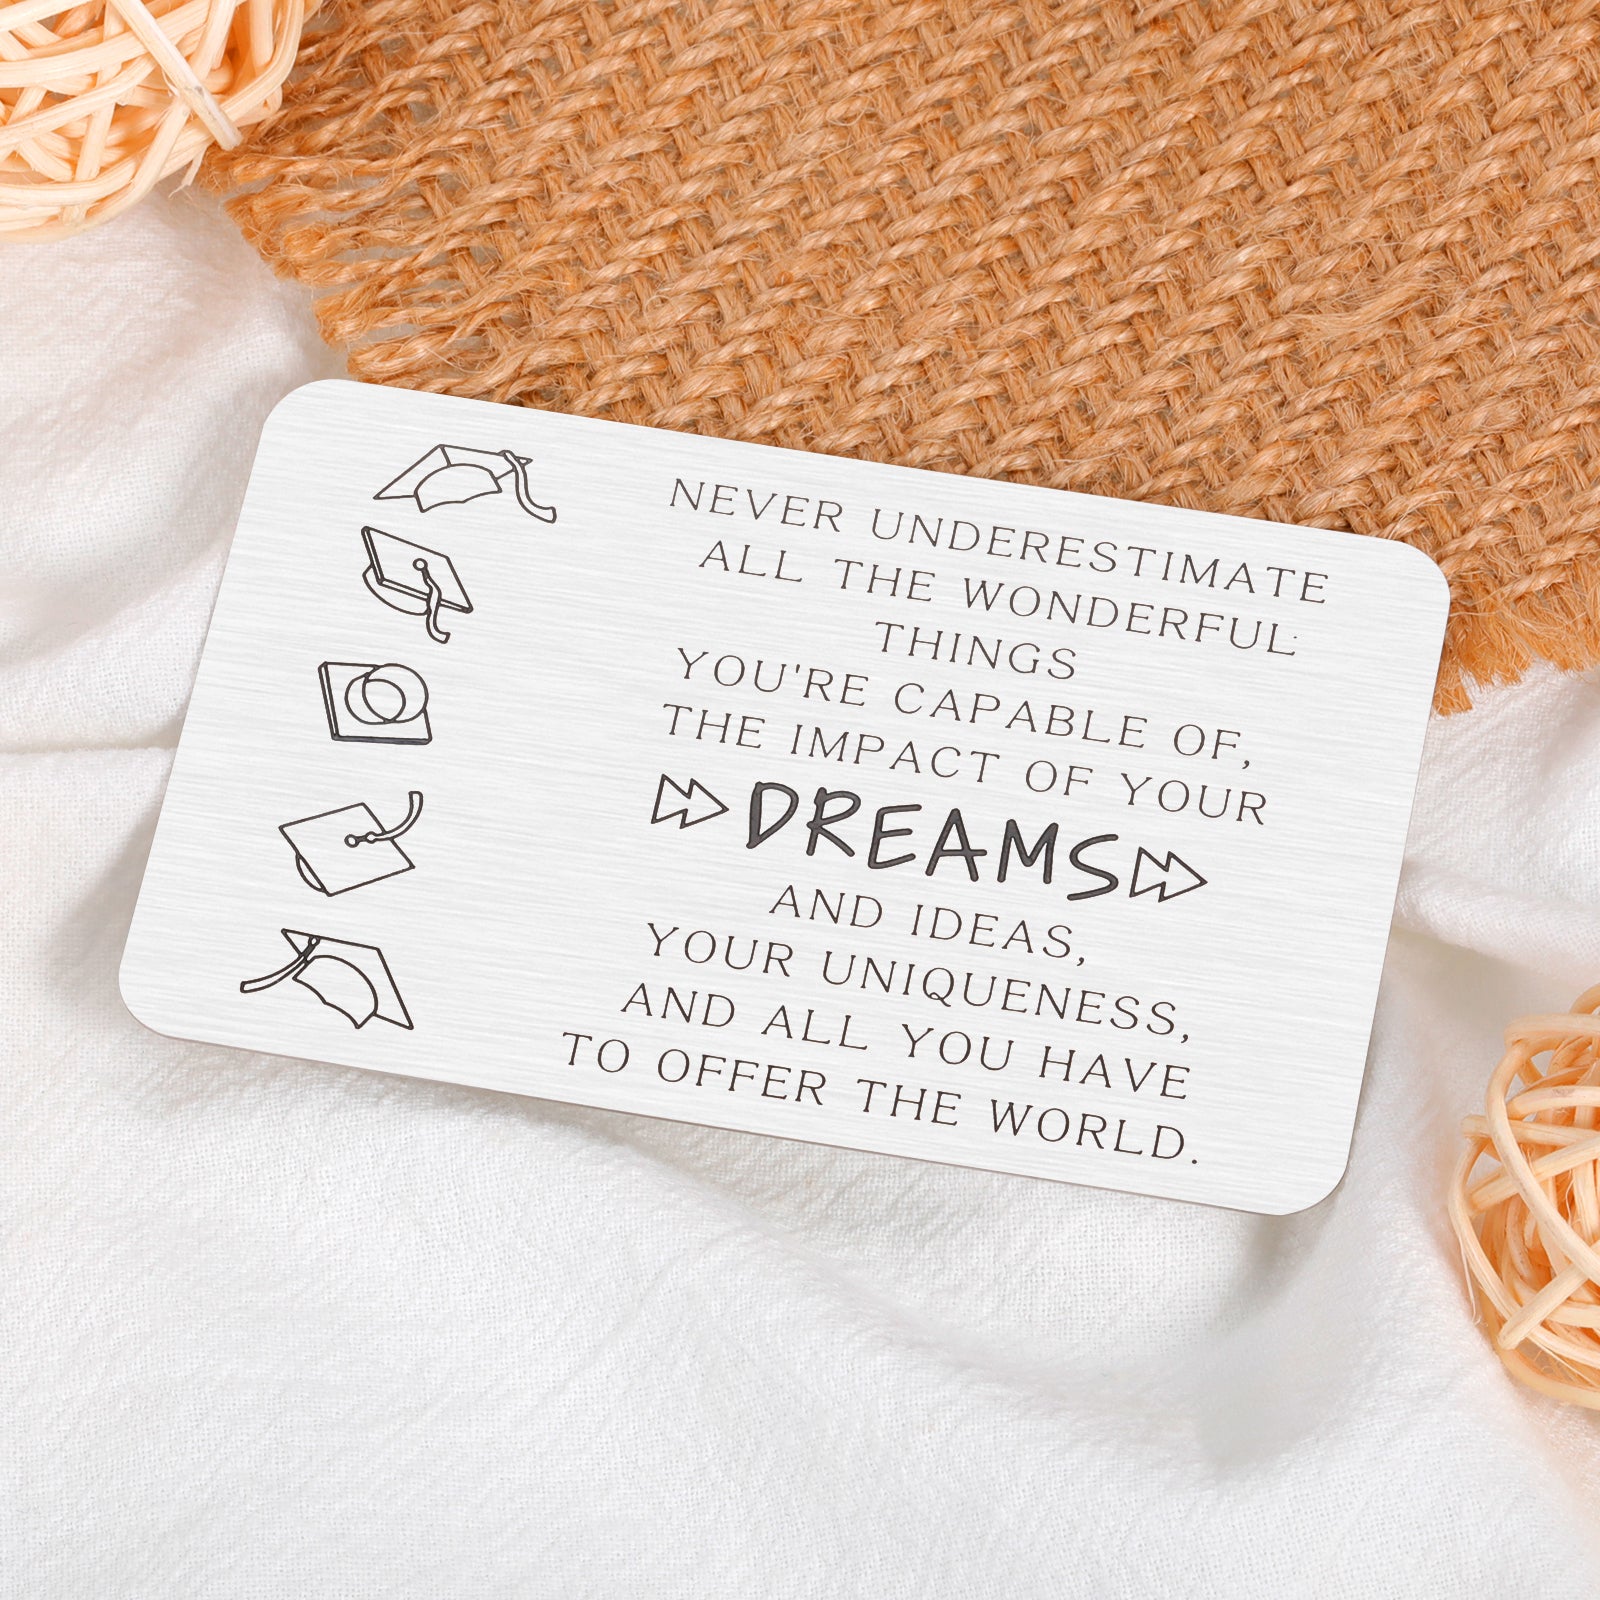 NEVER UNDERESTIMATE
ALL THE WONDERFUL
THINGS
YOU'RE CAPABLE OF,
THE IMPACT OF YOUR
DREAMS
AND IDEAS,
YOUR UNIQUENESS,
AND ALL YOU HAVE
TO OFFER THE WORLD.